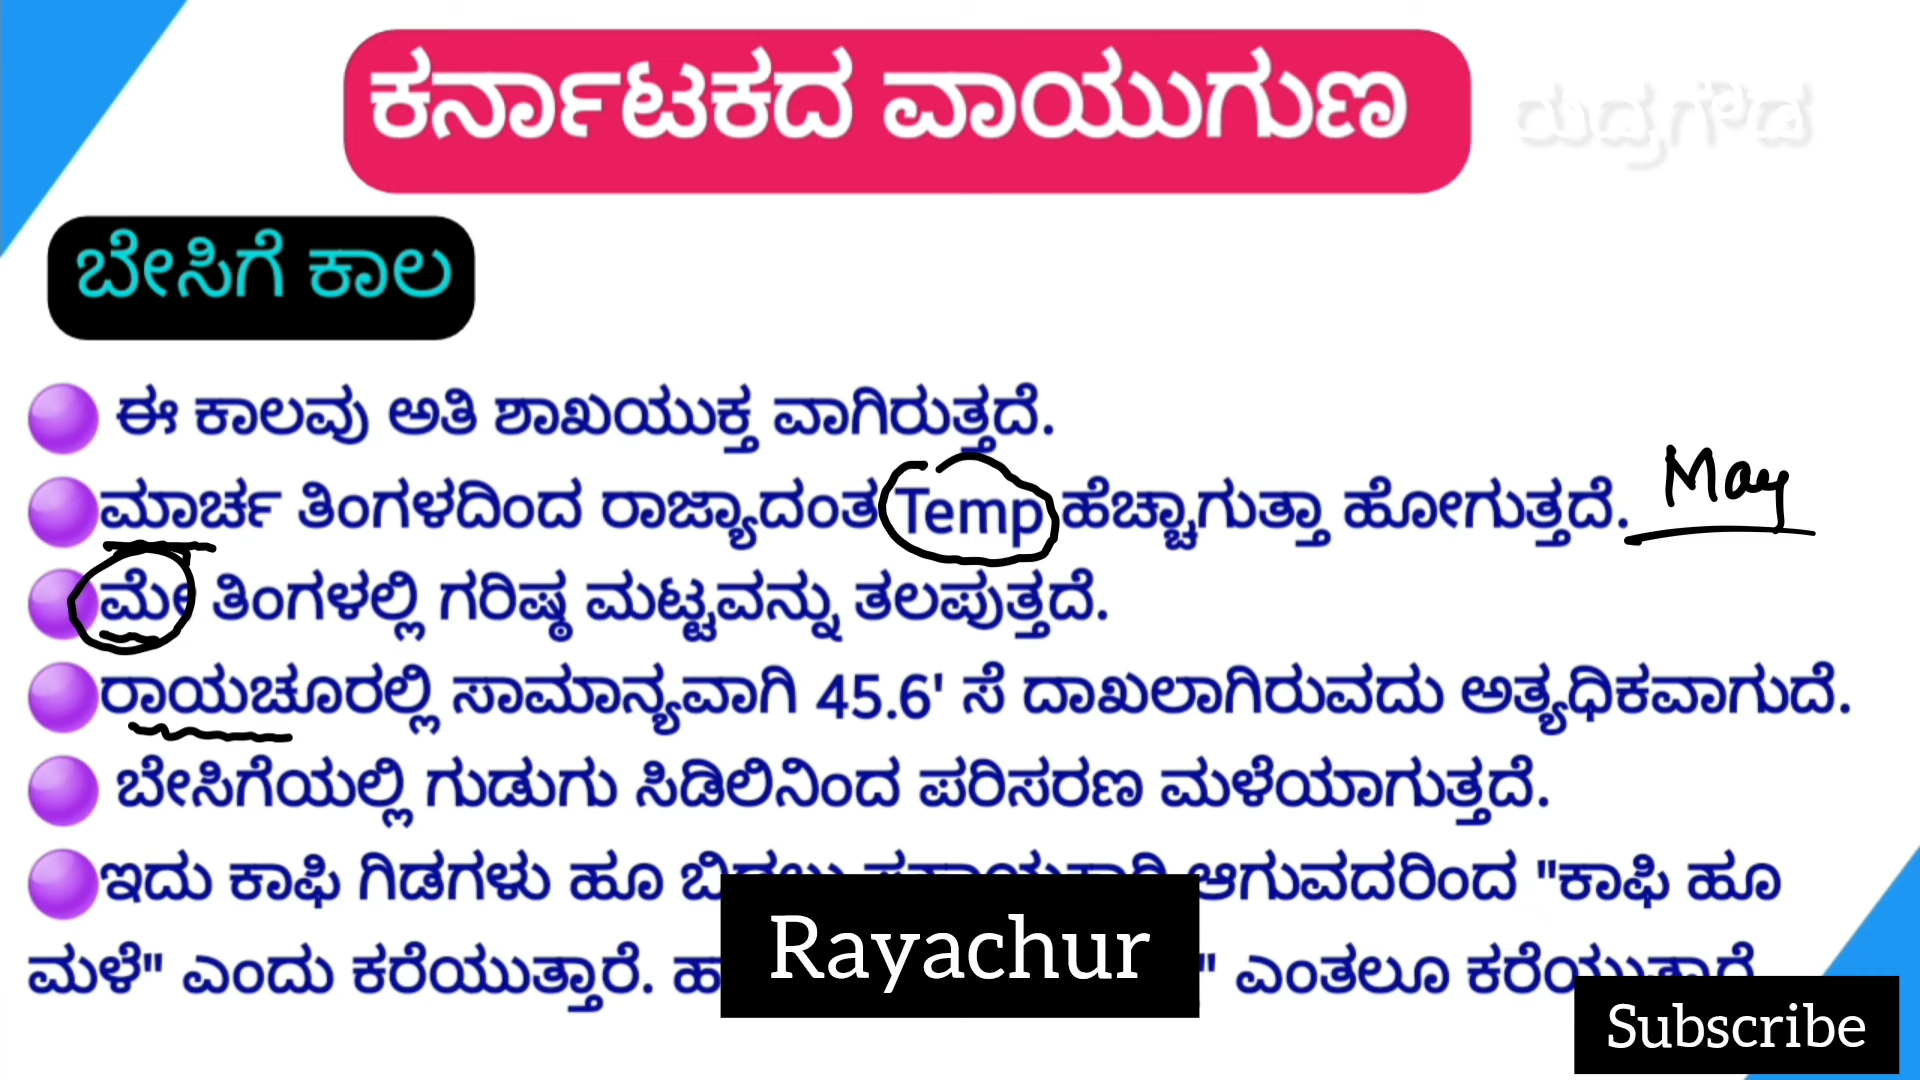 ಕರ್ನಾಟಕದ ವಾಯುಗುಣ
ರುದ್ರಗೌಡ
ಬೇಸಿಗೆ ಕಾಲ
ಈ ಕಾಲವು ಅತಿ ಶಾಖಯುಕ್ತ ವಾಗಿರುತ್ತದೆ.
ಮಾರ್ಚ ತಿಂಗಳದಿಂದ ರಾಜ್ಯಾದಂತ Temp ಹೆಚ್ಚಾಗುತ್ತಾ ಹೋಗುತ್ತದೆ. May
ಮೇ ತಿಂಗಳಲ್ಲಿ ಗರಿಷ್ಠ ಮಟ್ಟವನ್ನು ತಲಪುತ್ತದೆ.
ರಾಯಚೂರಲ್ಲಿ ಸಾಮಾನ್ಯವಾಗಿ 45.6' ಸೆ ದಾಖಲಾಗಿರುವದು ಅತ್ಯಧಿಕವಾಗುದೆ.
ಬೇಸಿಗೆಯಲ್ಲಿ ಗುಡುಗು ಸಿಡಿಲಿನಿಂದ ಪರಿಸರಣ ಮಳೆಯಾಗುತ್ತದೆ.
ಇದು ಕಾಫಿ ಗಿಡಗಳು ಹೂ ಆಗುವದರಿಂದ "ಕಾಫಿ ಹೂ
ಮಳೆ" ಎಂದು ಕರೆಯುತ್ತಾರೆ. " ಎಂತಲೂ ಕರೆಯುತ್ತಾರೆ
Rayachur
Subscribe